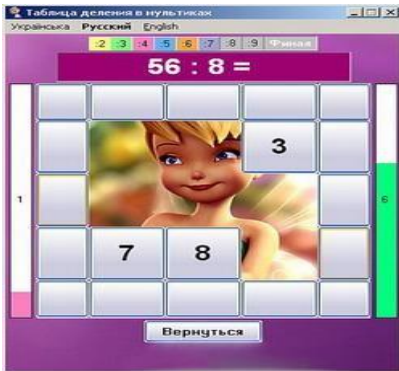 Таблица деления в мультиках
Українська Русский English
:2 :3 :4 :5 :6 :7 :8 :9 Финал
56 : 8 =
3
1
6
7 8
Вернуться